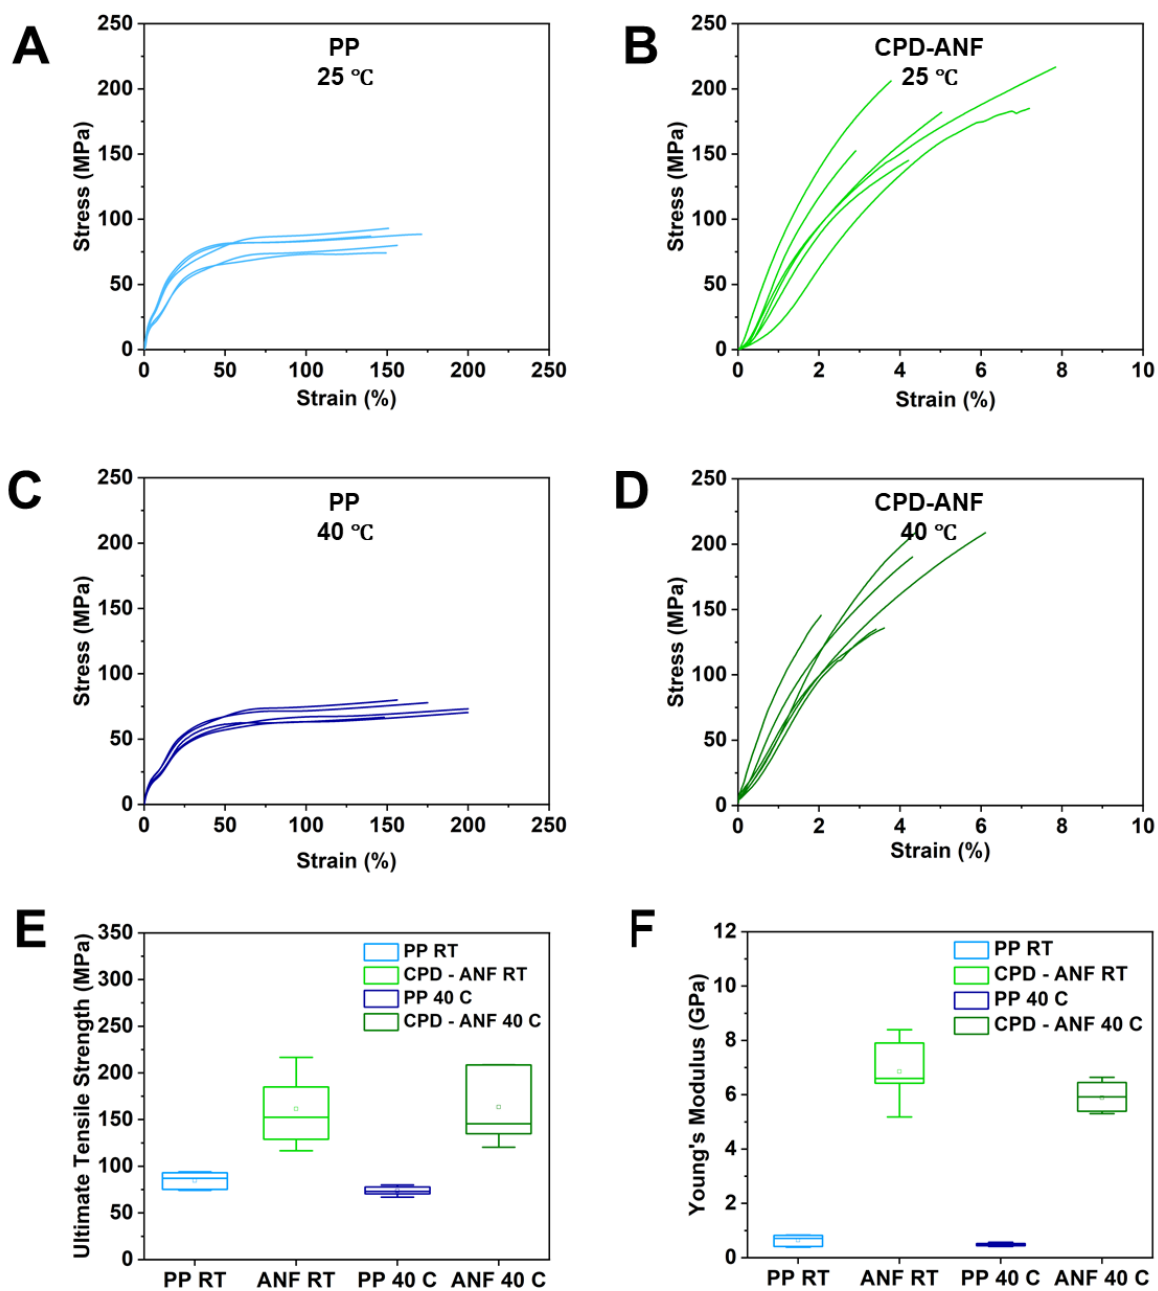 A
PP
25 ℃
250
200
150
100
50
0
Stress (MPa)
0 50 100 150 200 250
Strain (%)
B
CPD-ANF
25 ℃
250
200
150
100
50
0
Stress (MPa)
0 2 4 6 8 10
Strain (%)
C
PP
40 ℃
250
200
150
100
50
0
Stress (MPa)
0 50 100 150 200 250
Strain (%)
D
CPD-ANF
40 ℃
250
200
150
100
50
0
Stress (MPa)
0 2 4 6 8 10
Strain (%)
E
350
300
250
200
150
100
50
0
Ultimate Tensile Strength (MPa)
PP RT
CPD - ANF RT
PP 40 C
CPD - ANF 40 C
PP RT ANF RT PP 40 C ANF 40 C
F
12
10
8
6
4
2
0
Young's Modulus (GPa)
PP RT
CPD - ANF RT
PP 40 C
CPD - ANF 40 C
PP RT ANF RT PP 40 C ANF 40 C